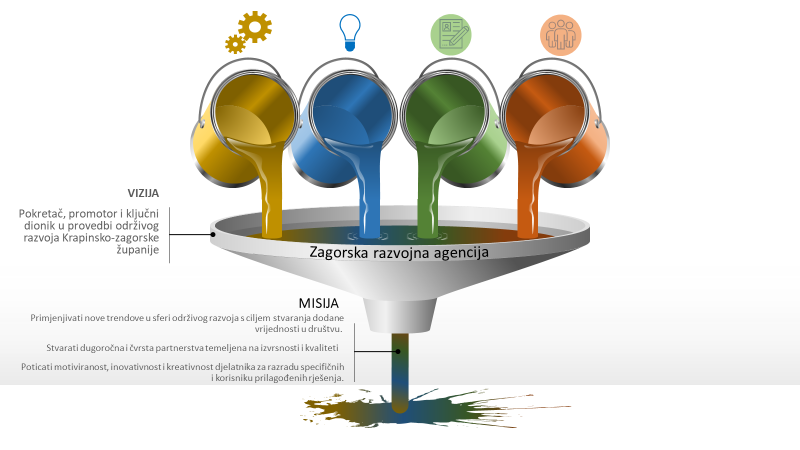 VIZIJA
Pokretač, promotor i ključni
dionik u provedbi održivog
razvoja Krapinsko-zagorske
županije
Zagorska razvojna agencija
MISIJA
Primjenjivati nove trendove u sferi održivog razvoja s ciljem stvaranja dodane
vrijednosti u društvu.
Stvarati dugoročna i čvrsta partnerstva temeljena na izvrsnosti i kvaliteti
Poticati motiviranost, inovativnost i kreativnost djelatnika za razradu specifičnih
i korisniku prilagođenih rješenja.